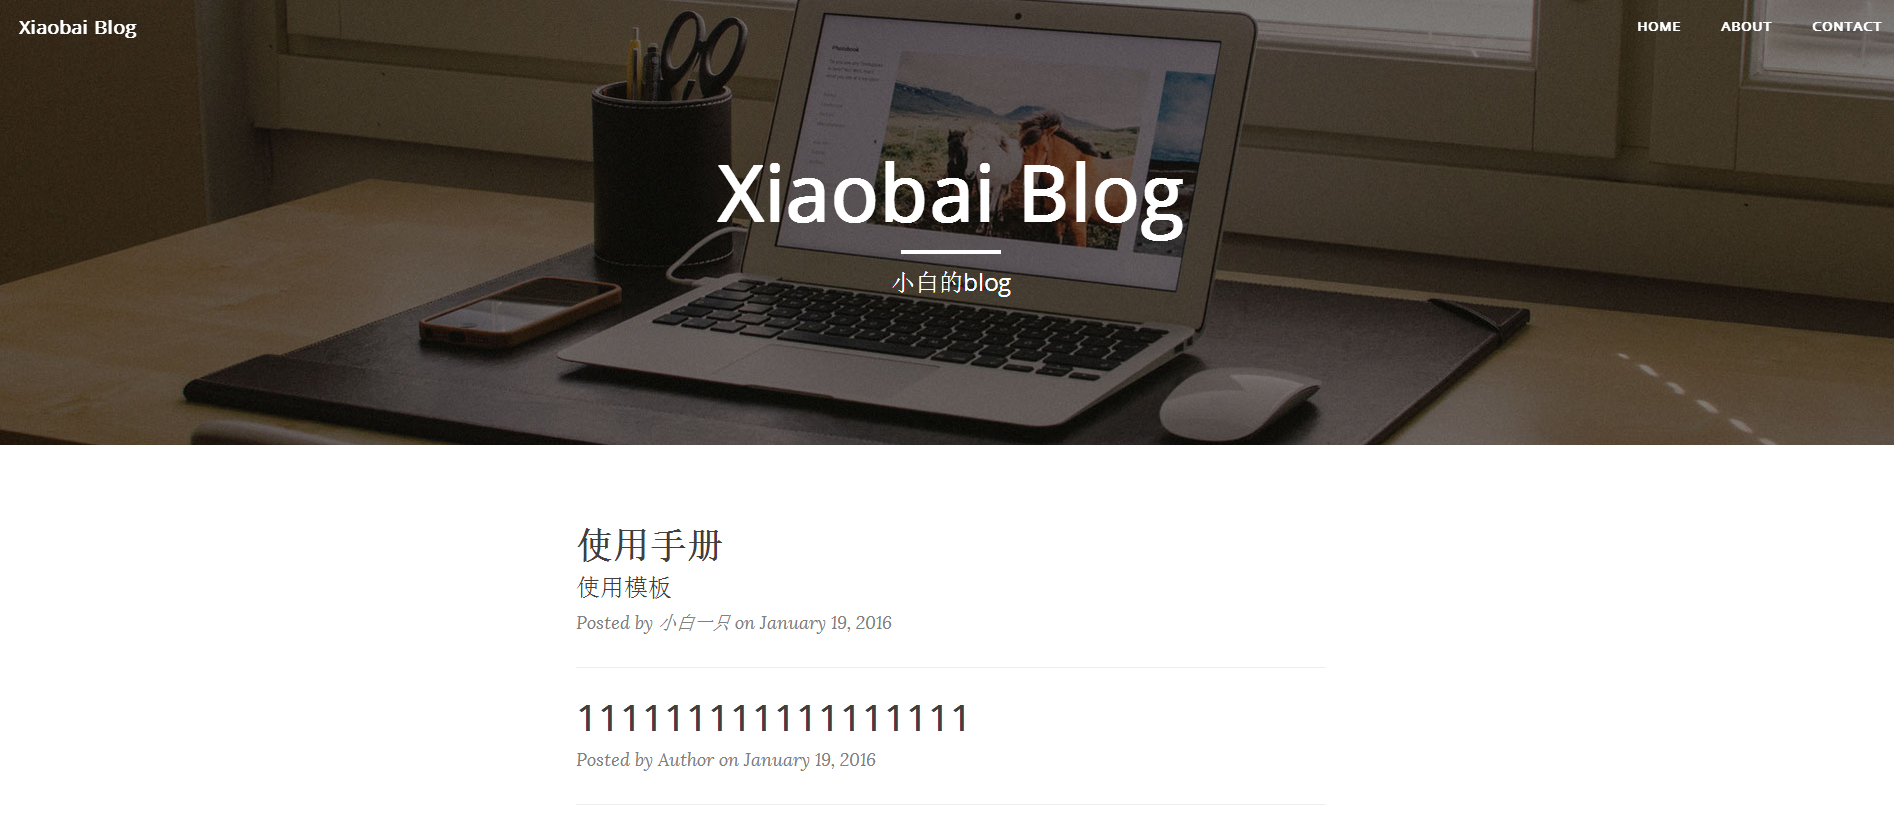 Xiaobai Blog
HOME
ABOUT
CONTACT
Xiaobai Blog
小白的blog
使用手册
使用模板
Posted by 小白一只 on January 19, 2016
111111111111111111
Posted by Author on January 19, 2016